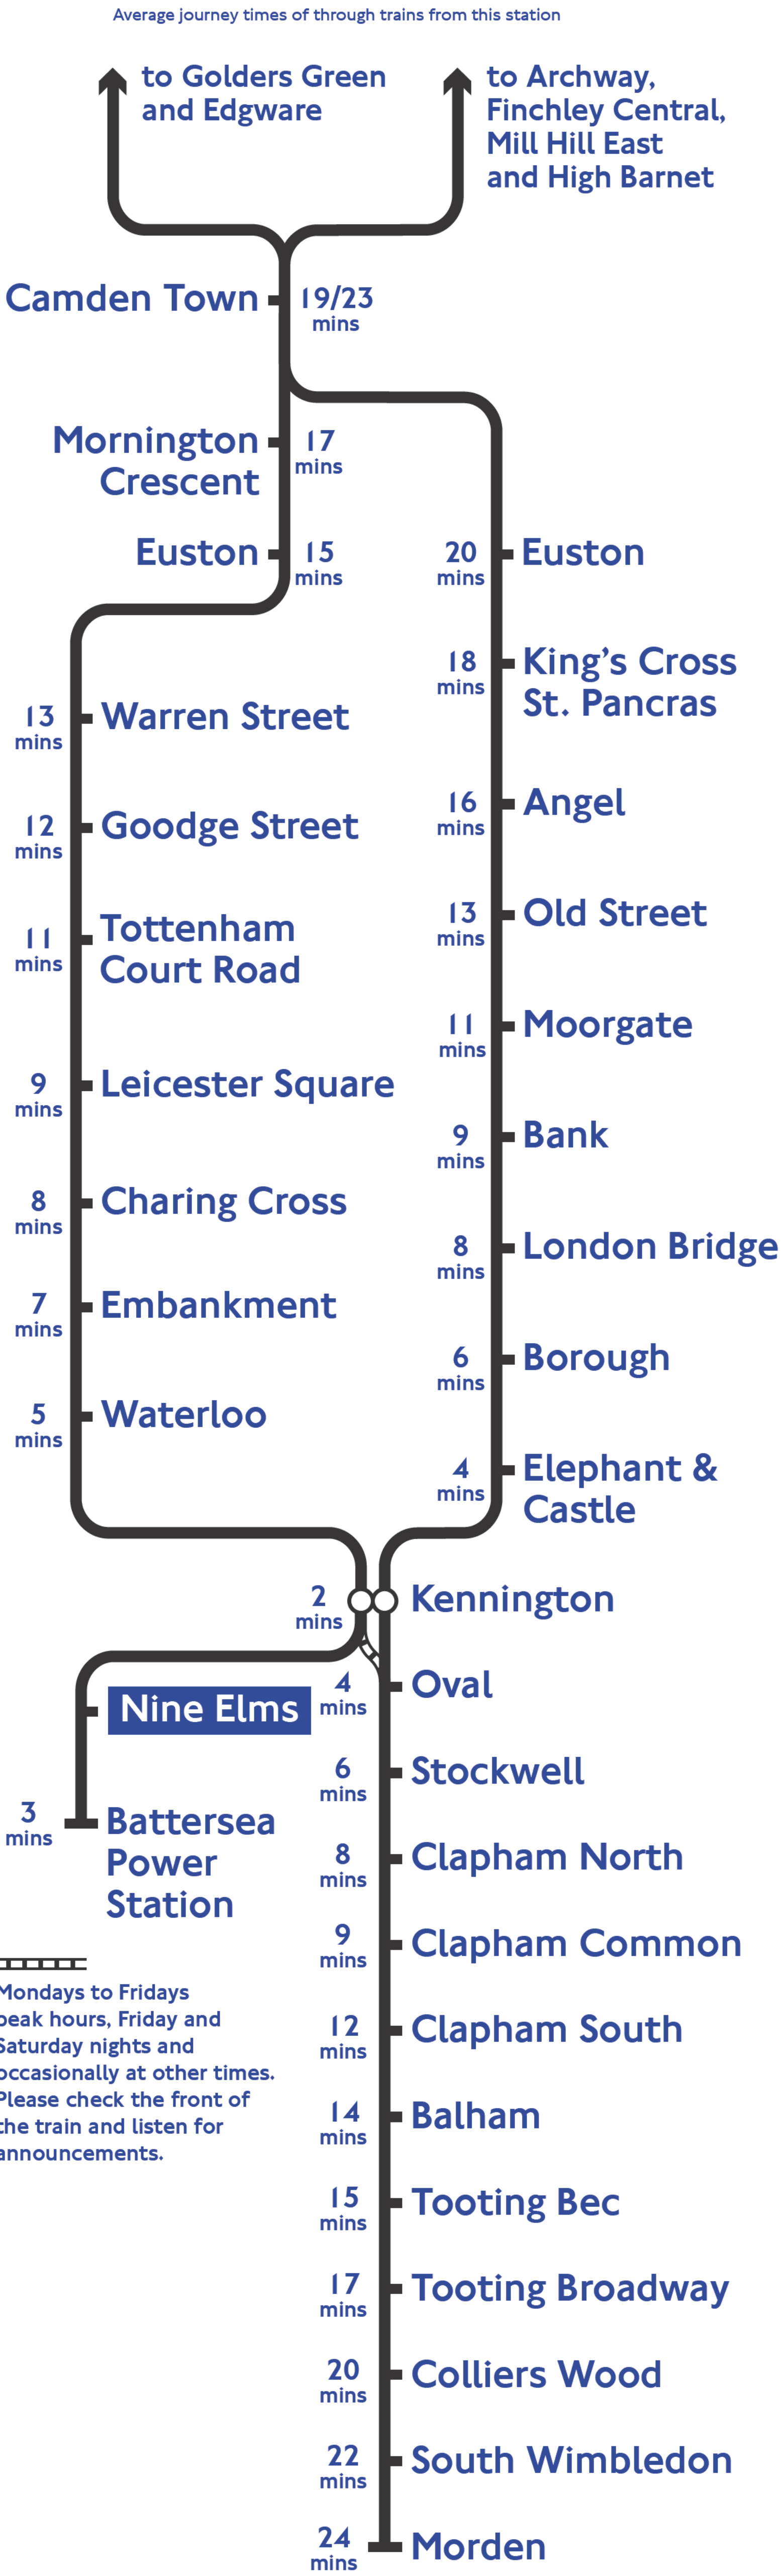 Average journey times of through trains from this station
to Golders Green
and Edgware
to Archway,
Finchley Central,
Mill Hill East
and High Barnet
Camden Town
19/23
mins
Mornington
Crescent
17
mins
Euston
15
mins
20
mins
Euston
18
mins
King's Cross
St. Pancras
13
mins
Warren Street
16
mins
Angel
12
mins
Goodge Street
13
mins
Old Street
11
mins
Tottenham
Court Road
11
mins
Moorgate
9
mins
Leicester Square
9
mins
Bank
8
mins
Charing Cross
8
mins
London Bridge
7
mins
Embankment
6
mins
Borough
5
mins
Waterloo
4
mins
Elephant &
Castle
2
mins
Kennington
Nine Elms
4
mins
Oval
6
mins
Stockwell
3
mins
Battersea
Power
Station
8
mins
Clapham North
9
mins
Clapham Common
Mondays to Fridays
peak hours, Friday and
Saturday nights and
occasionally at other times.
Please check the front of
the train and listen for
announcements.
12
mins
Clapham South
14
mins
Balham
15
mins
Tooting Bec
17
mins
Tooting Broadway
20
mins
Colliers Wood
22
mins
South Wimbledon
24
mins
Morden